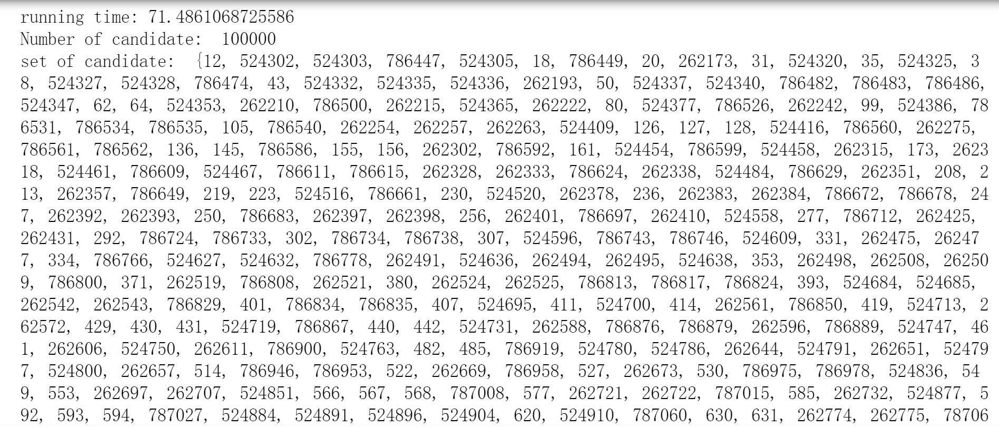 running time: 71.4861068725586
Number of candidate:  100000
set of candidate:  {12, 524302, 524303, 786447, 524305, 18, 786449, 20, 262173, 31, 524320, 35, 524325, 3
8, 524327, 524328, 786474, 43, 524332, 524335, 524336, 262193, 50, 524337, 524340, 786482, 786483, 786486,
524347, 62, 64, 524353, 262210, 786500, 262215, 524365, 262222, 80, 524377, 786526, 262242, 99, 524386, 78
6531, 786534, 786535, 105, 786540, 262254, 262257, 262263, 524409, 126, 127, 128, 524416, 786560, 262275,
786561, 786562, 136, 145, 786586, 155, 156, 262302, 786592, 161, 524454, 786599, 524458, 262315, 173, 2623
18, 524461, 786609, 524467, 786611, 786615, 262328, 262333, 786624, 262338, 524484, 786629, 262351, 208, 2
13, 262357, 786649, 219, 223, 524516, 786661, 230, 524520, 262378, 236, 262383, 262384, 786672, 786678, 24
7, 262392, 262393, 250, 786683, 262397, 262398, 256, 262401, 786697, 262410, 524558, 277, 786712, 262425,
262431, 292, 786724, 786733, 302, 786734, 786738, 307, 524596, 786743, 786746, 524609, 331, 262475, 26247
7, 334, 786766, 524627, 524632, 786778, 262491, 524636, 262494, 262495, 524638, 353, 262498, 262508, 26250
9, 786800, 371, 262519, 786808, 262521, 380, 262524, 262525, 786813, 786817, 786824, 393, 524684, 524685,
262542, 262543, 786829, 401, 786834, 786835, 407, 524695, 411, 524700, 414, 262561, 786850, 419, 524713, 2
62572, 429, 430, 431, 524719, 786867, 440, 442, 524731, 262588, 786876, 786879, 262596, 786889, 524747, 46
1, 262606, 524750, 262611, 786900, 524763, 482, 485, 786919, 524780, 524786, 262644, 524791, 262651, 52479
7, 524800, 262657, 514, 786946, 786953, 522, 262669, 786958, 527, 262673, 530, 786975, 786978, 524836, 54
9, 553, 262697, 262707, 524851, 566, 567, 568, 787008, 577, 262721, 262722, 787015, 585, 262732, 524877, 5
92, 593, 594, 787027, 524884, 524891, 524896, 524904, 620, 524910, 787060, 630, 631, 262774, 262775, 78706